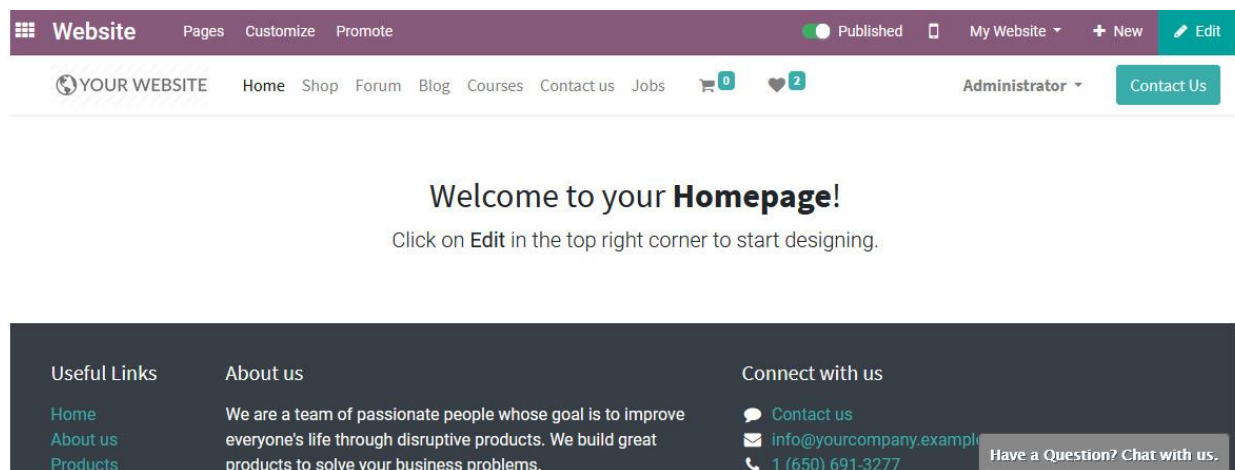 Website Pages Customize Promote Published My Website + New Edit
YOUR WEBSITE Home Shop Forum Blog Courses Contact us Jobs 0 2 Administrator Contact Us
Welcome to your Homepage!
Click on Edit in the top right corner to start designing.
Useful Links
Home
About us
Products
About us
We are a team of passionate people whose goal is to improve
everyone's life through disruptive products. We build great
products to solve your business problems.
Connect with us
Contact us
info@yourcompany.example
1 (650) 691-3277
Have a Question? Chat with us.